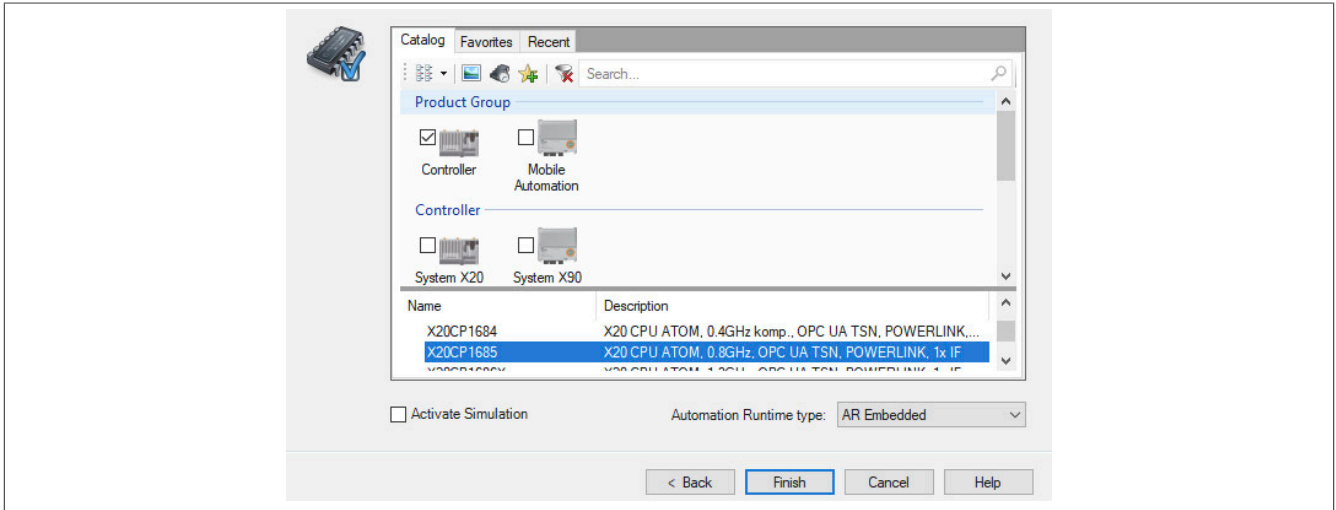 Catalog Favorites Recent
Search...
Product Group
Controller Mobile Automation
Controller
System X20 System X90
Name Description
X20CP1684 X20 CPU ATOM, 0.4GHz komp., OPC UA TSN, POWERLINK,...
X20CP1685 X20 CPU ATOM, 0.8GHz, OPC UA TSN, POWERLINK, 1x IF
Activate Simulation Automation Runtime type: AR Embedded
< Back Finish Cancel Help